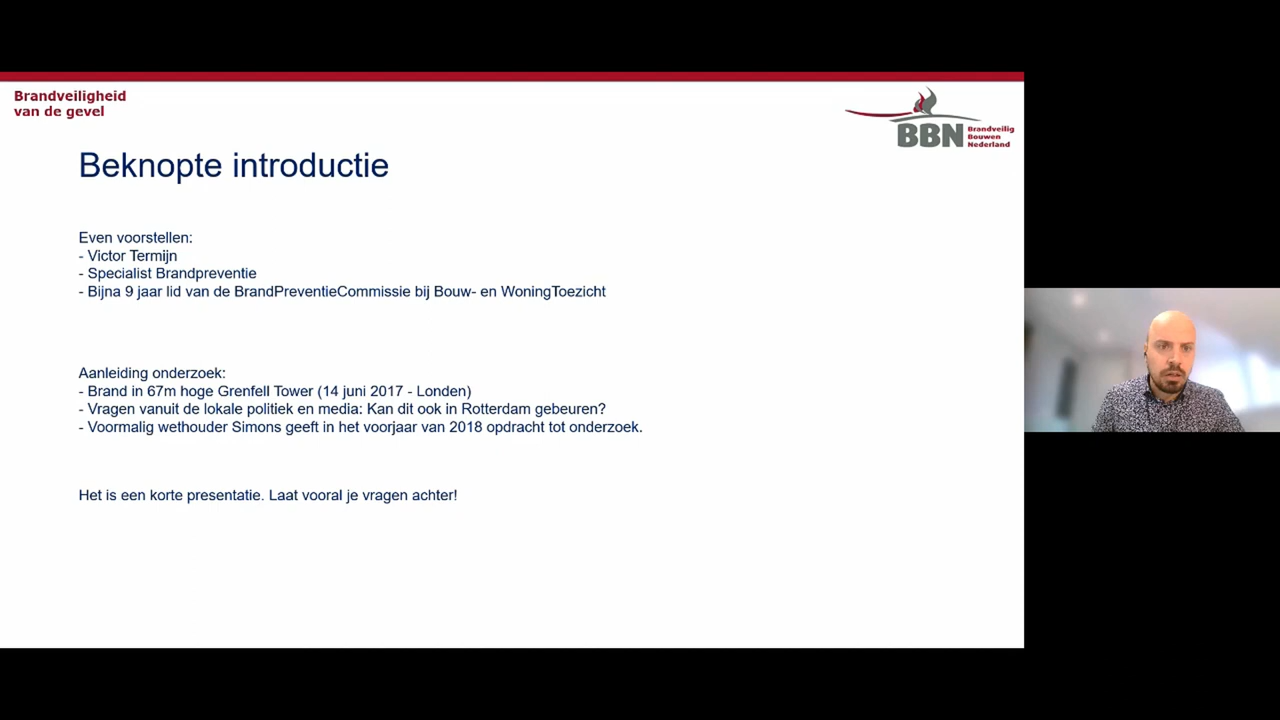 Brandveiligheid
van de gevel
BBN Brandveilig
Bouwen
Nederland
Beknopte introductie
Even voorstellen:
- Victor Termijn
- Specialist Brandpreventie
- Bijna 9 jaar lid van de BrandPreventieCommissie bij Bouw- en WoningToezicht
Aanleiding onderzoek:
- Brand in 67m hoge Grenfell Tower (14 juni 2017 - Londen)
- Vragen vanuit de lokale politiek en media: Kan dit ook in Rotterdam gebeuren?
- Voormalig wethouder Simons geeft in het voorjaar van 2018 opdracht tot onderzoek.
Het is een korte presentatie. Laat vooral je vragen achter!